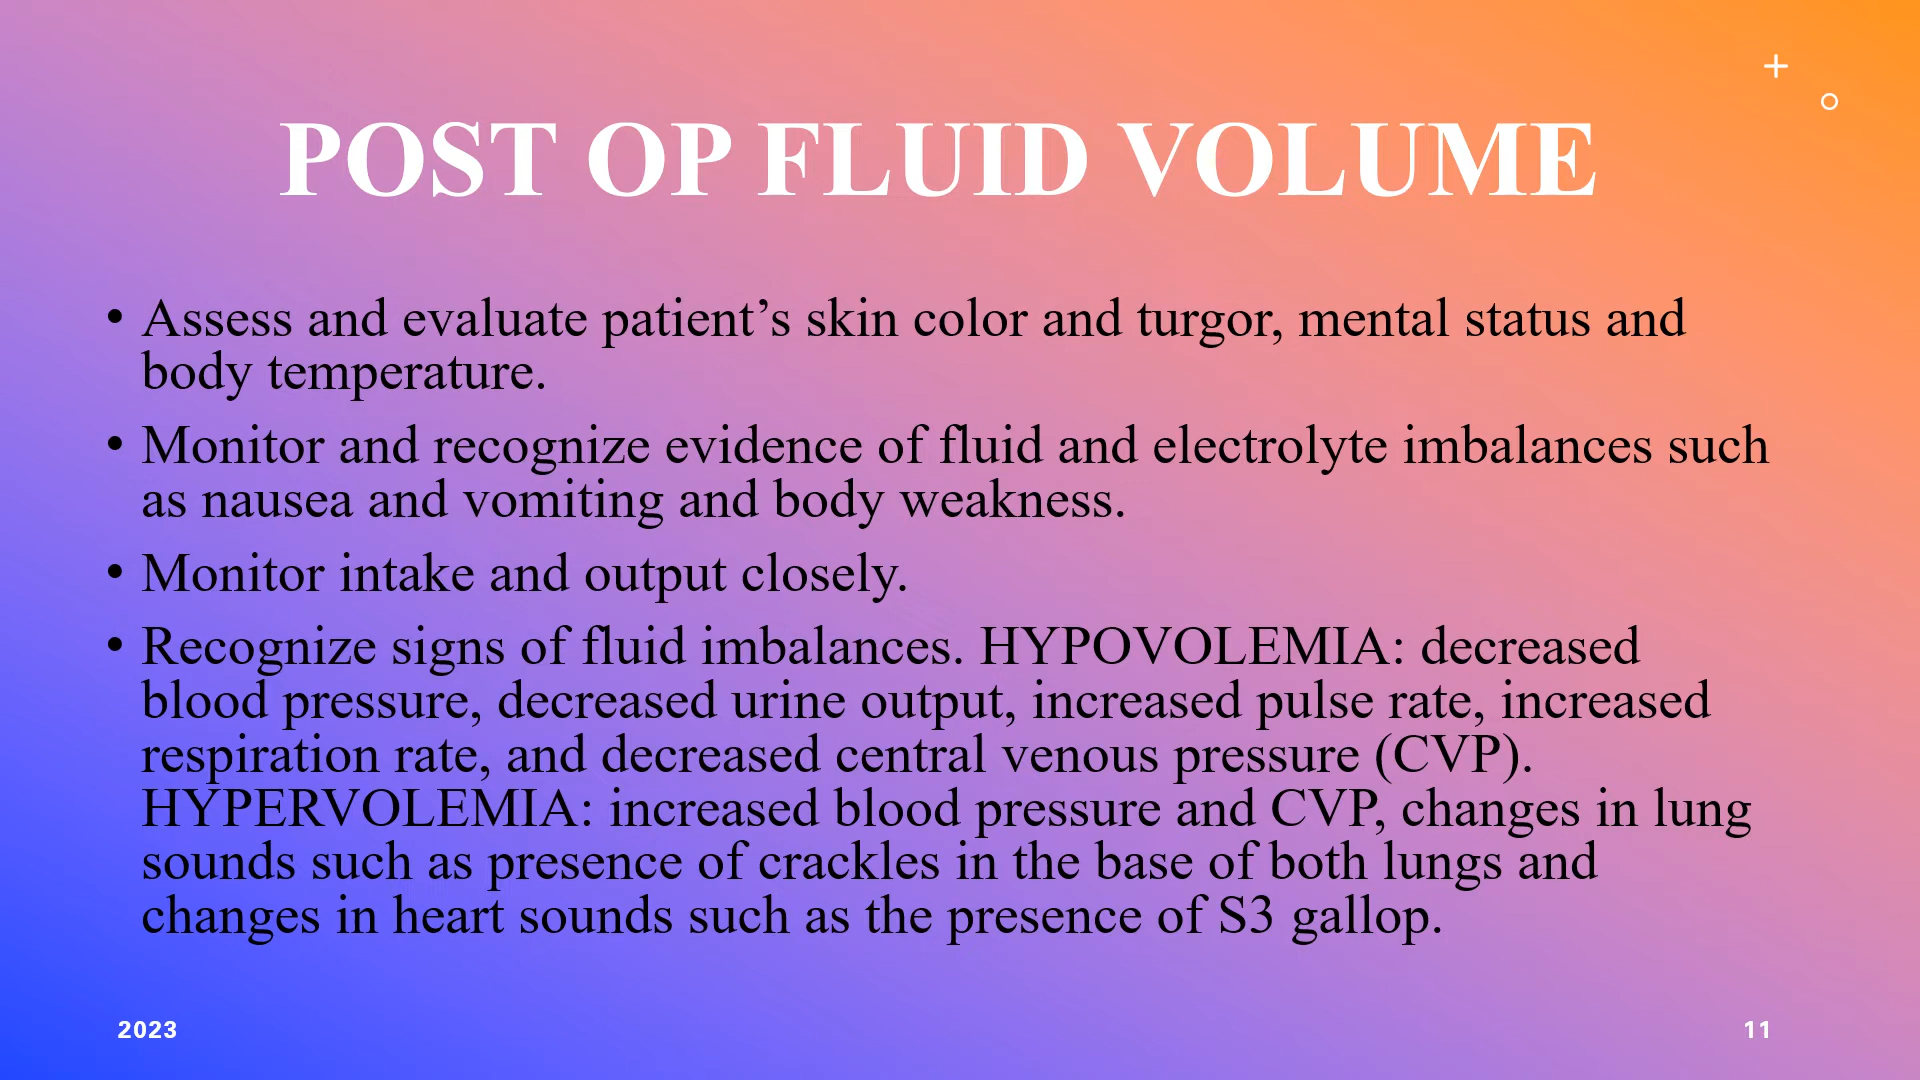 POST OP FLUID VOLUME
• Assess and evaluate patient’s skin color and turgor, mental status and
body temperature.
• Monitor and recognize evidence of fluid and electrolyte imbalances such
as nausea and vomiting and body weakness.
• Monitor intake and output closely.
• Recognize signs of fluid imbalances. HYPOVOLEMIA: decreased
blood pressure, decreased urine output, increased pulse rate, increased
respiration rate, and decreased central venous pressure (CVP).
HYPERVOLEMIA: increased blood pressure and CVP, changes in lung
sounds such as presence of crackles in the base of both lungs and
changes in heart sounds such as the presence of S3 gallop.
2023
11